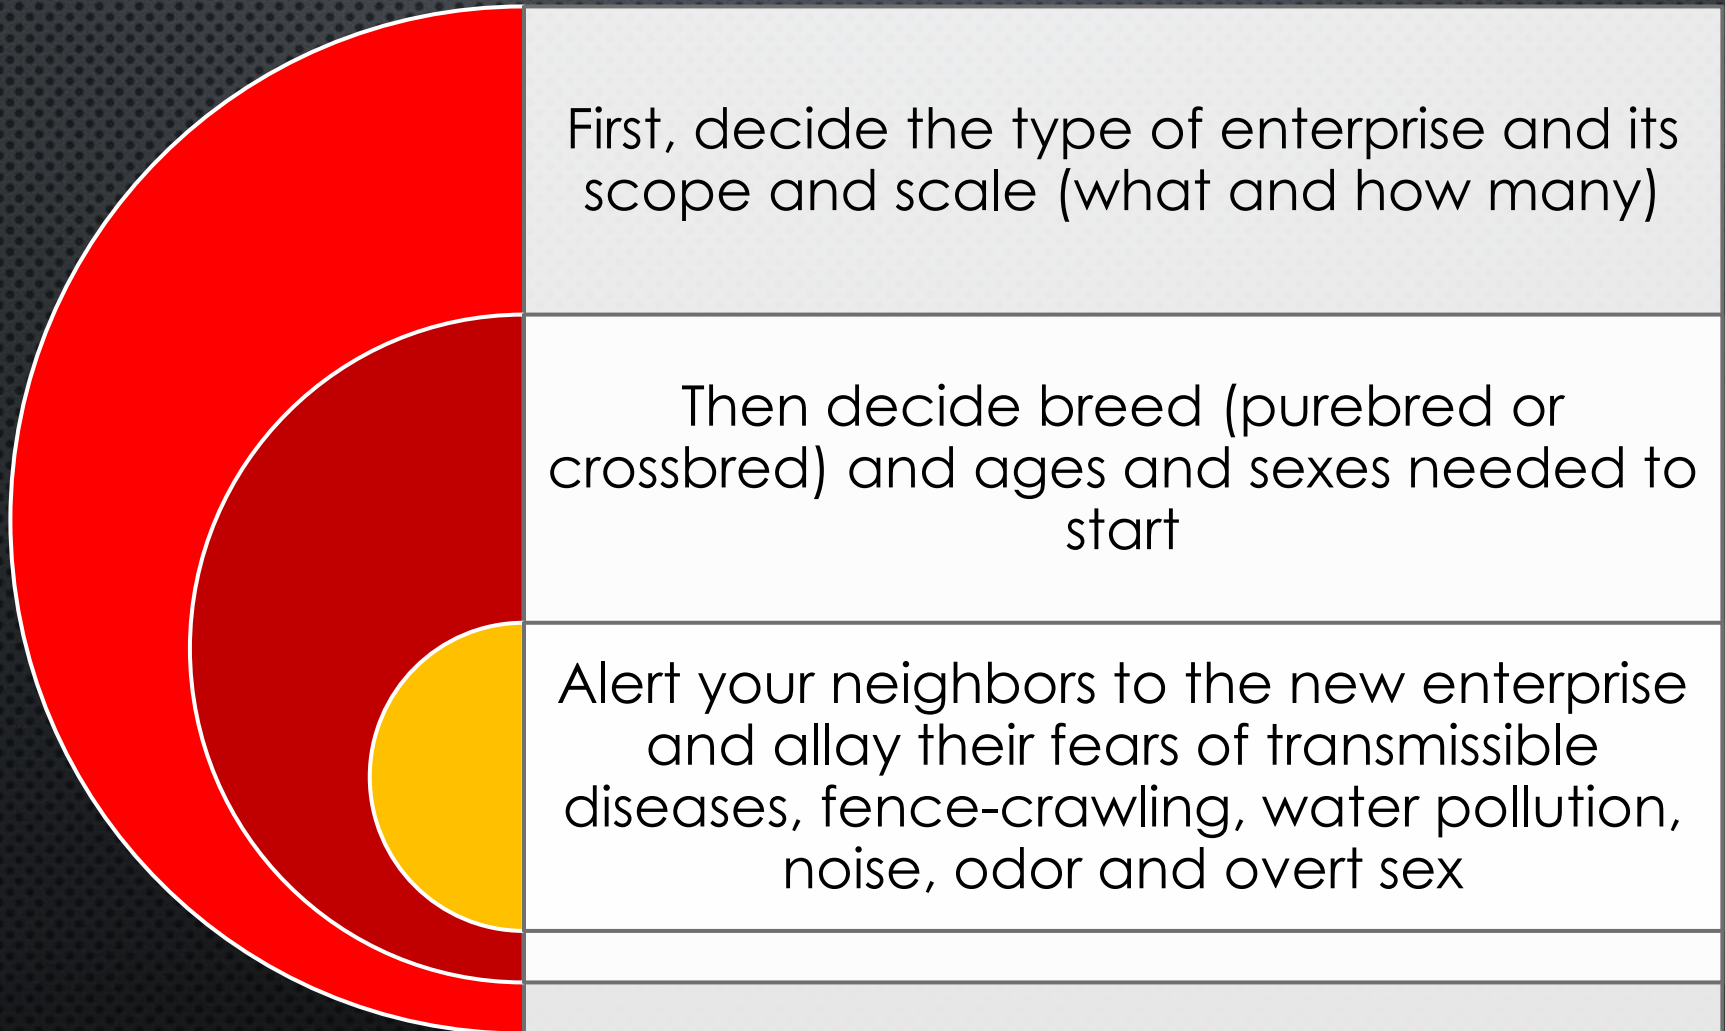 First, decide the type of enterprise and its
scope and scale (what and how many)
Then decide breed (purebred or
crossbred) and ages and sexes needed to
start
Alert your neighbors to the new enterprise
and allay their fears of transmissible
diseases, fence-crawling, water pollution,
noise, odor and overt sex